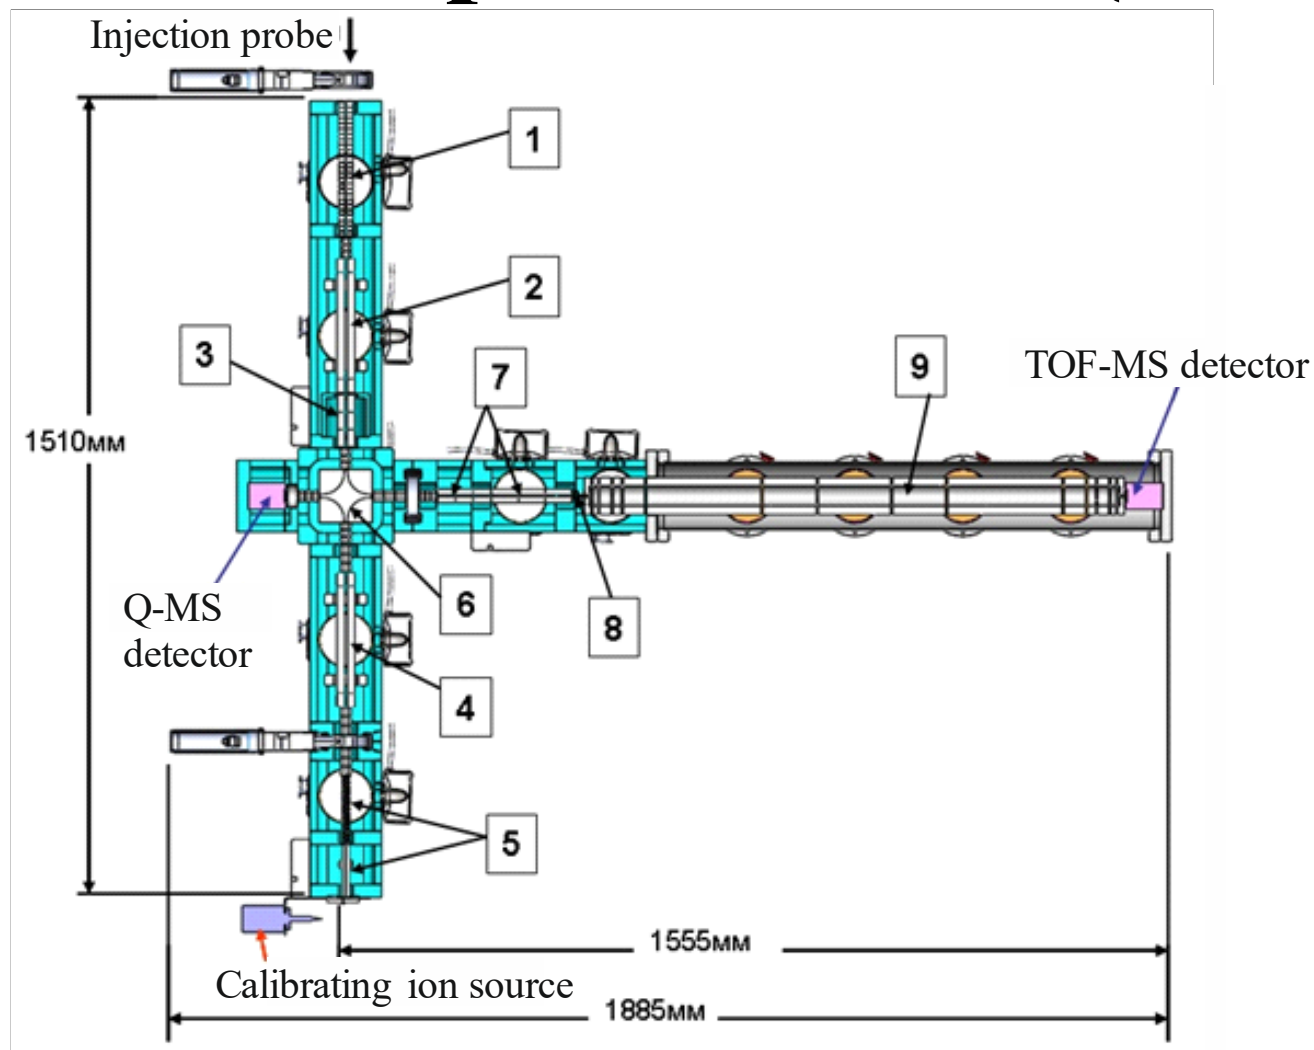 Injection probe
1
2
3
7
9
TOF-MS detector
1510мм
Q-MS
detector
6
8
4
5
1555мм
Calibrating ion source
1885мм